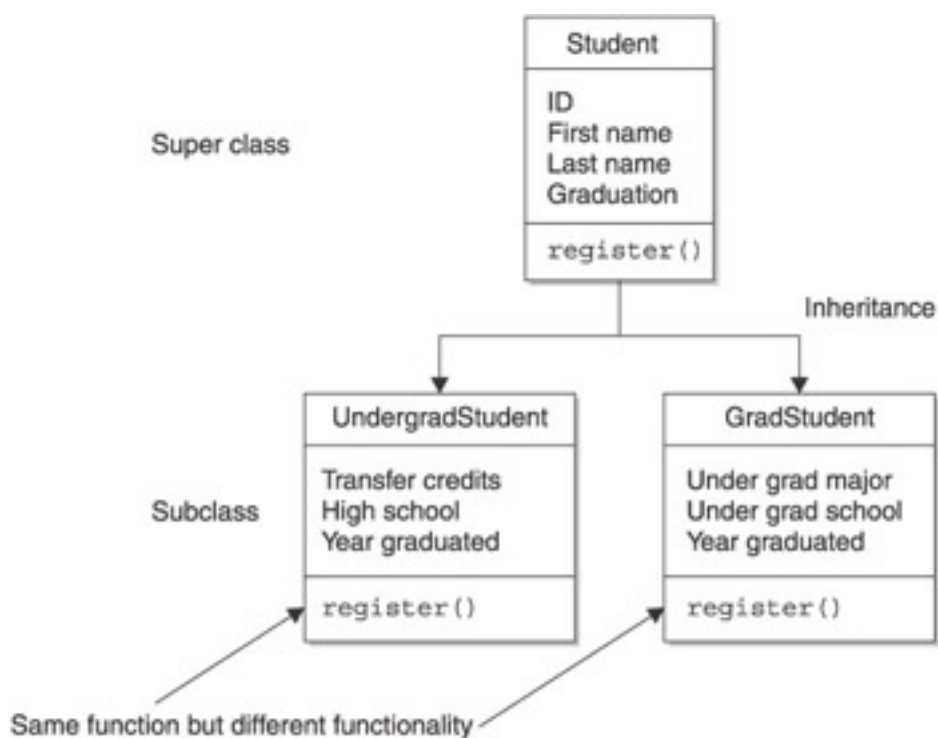 Student
ID
First name
Last name
Graduation
register()
Super class
Inheritance
UndergradStudent
Transfer credits
High school
Year graduated
register()
GradStudent
Under grad major
Under grad school
Year graduated
register()
Subclass
Same function but different functionality